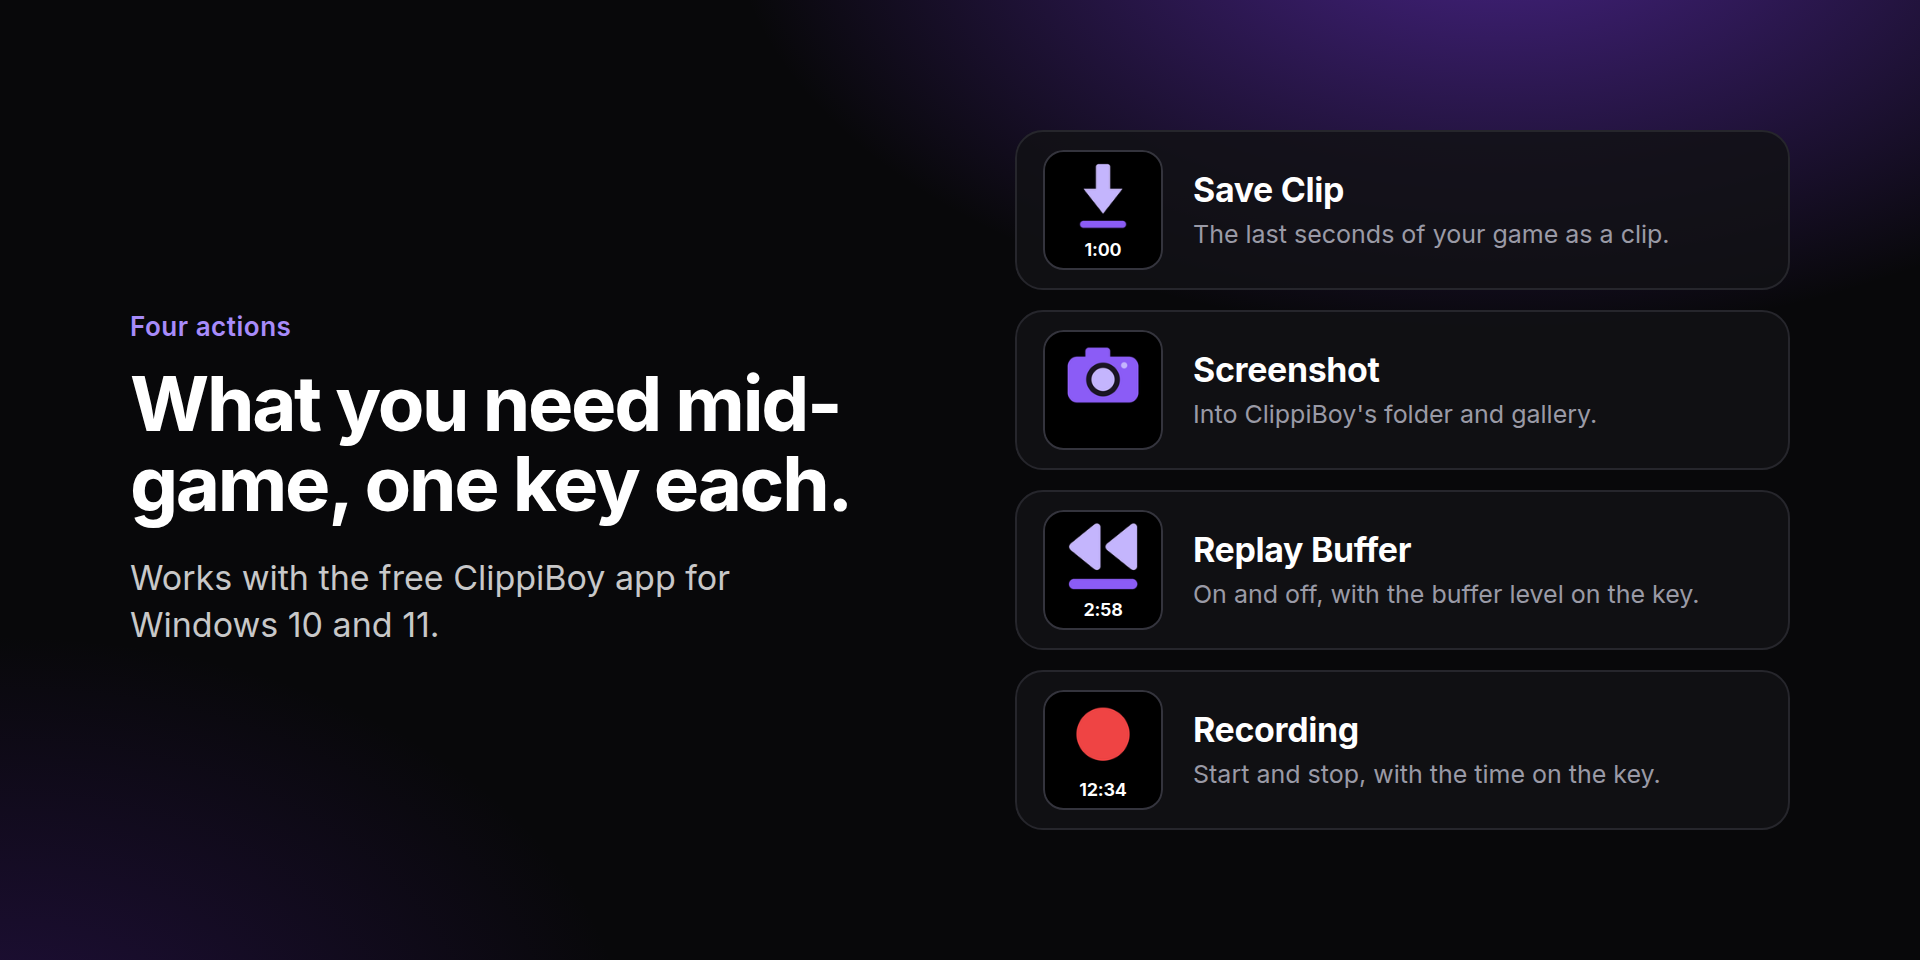 Four actions
What you need mid-
game, one key each.
Works with the free ClippiBoy app for
Windows 10 and 11.
1:00
Save Clip
The last seconds of your game as a clip.
Screenshot
Into ClippiBoy's folder and gallery.
2:58
Replay Buffer
On and off, with the buffer level on the key.
12:34
Recording
Start and stop, with the time on the key.